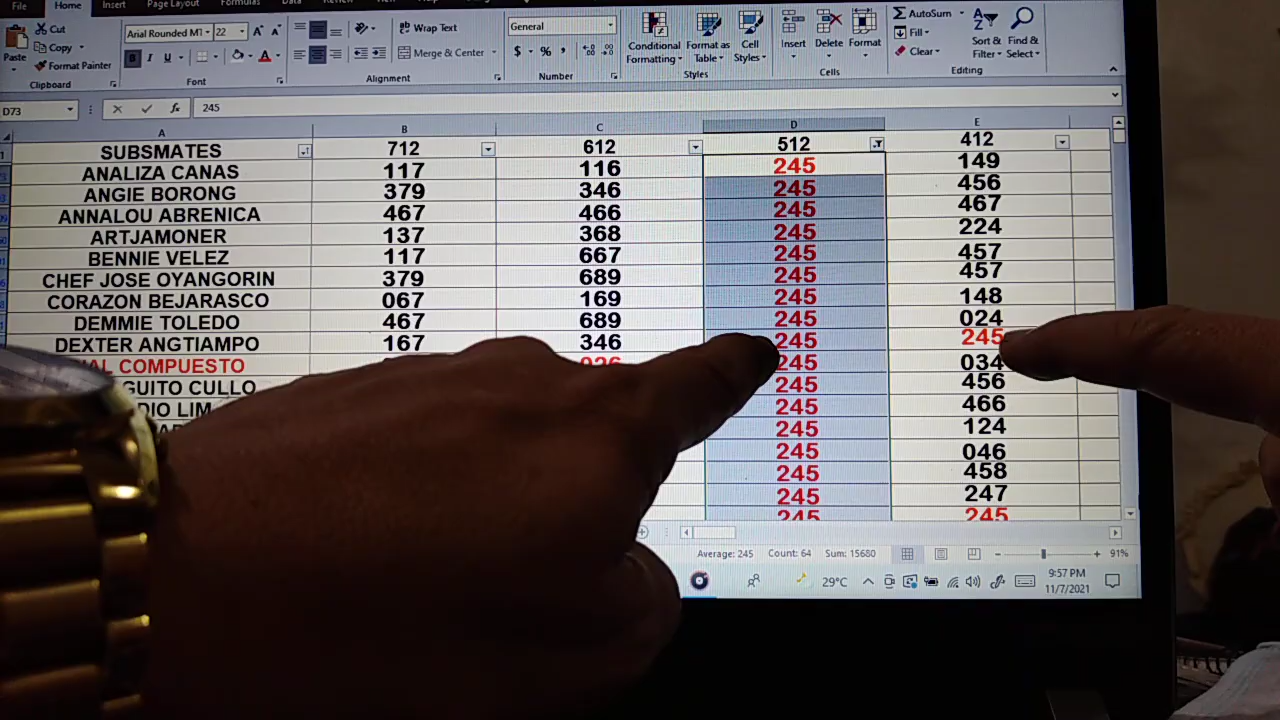 File Home Insert Page Layout Formulas Data
Cut
Copy
Format Painter
Paste
Clipboard
Arial Rounded MT 22 A A
B I U A
Font
Wrap Text
Merge & Center
Alignment
General
$ % ,
Number
Conditional Formatting Format as Table Cell Styles
Styles
Insert Delete Format
Cells
AutoSum
Fill
Clear
Sort & Filter Find & Select
Editing
D73 fx 245
A B C D E
SUBSMATES 712 612 512 412
ANALIZA CANAS 117 116 245 149
ANGIE BORONG 379 346 245 456
ANNALOU ABRENICA 467 466 245 467
ARTJAMONER 137 368 245 224
BENNIE VELEZ 117 667 245 457
CHEF JOSE OYANGORIN 379 689 245 457
CORAZON BEJARASCO 067 169 245 148
DEMMIE TOLEDO 467 689 245 024
DEXTER ANGTIAMPO 167 346 245 245
COMPUESTO 245 034
GUITO CULLO 245 456
LIM 245 466
245 124
245 046
245 458
245 247
245 245
Average: 245 Count: 64 Sum: 15680 91%
29°C 9:57 PM
11/7/2021